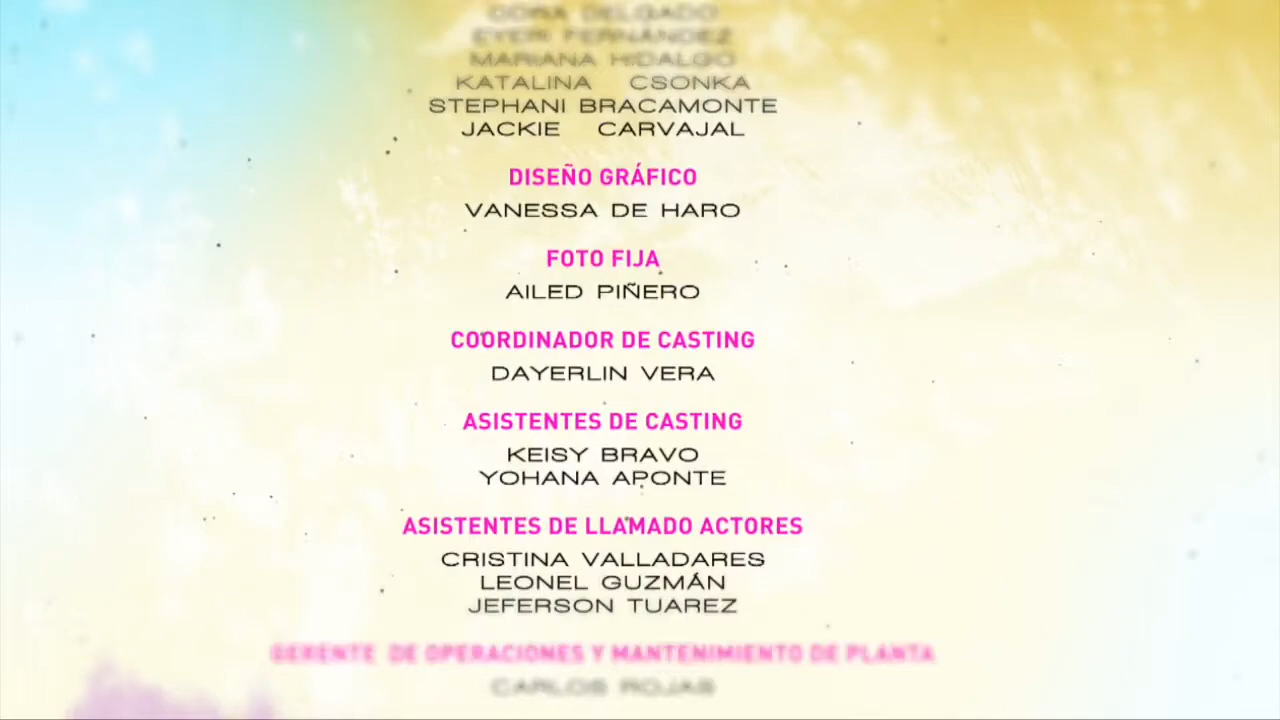 DELGADO
EYERI FERNÁNDEZ
MARIANA HIDALGO
KATALINA CSONKA
STEPHANI BRACAMONTE
JACKIE CARVAJAL
DISEÑO GRÁFICO
VANESSA DE HARO
FOTO FIJA
AILED PIÑERO
COORDINADOR DE CASTING
DAYERLIN VERA
ASISTENTES DE CASTING
KEISY BRAVO
YOHANA APONTE
ASISTENTES DE LLAMADO ACTORES
CRISTINA VALLADARES
LEONEL GUZMÁN
JEFERSON TUAREZ
GERENTE DE OPERACIONES Y MANTENIMIENTO DE PLANTA
CARLOS ROJAS